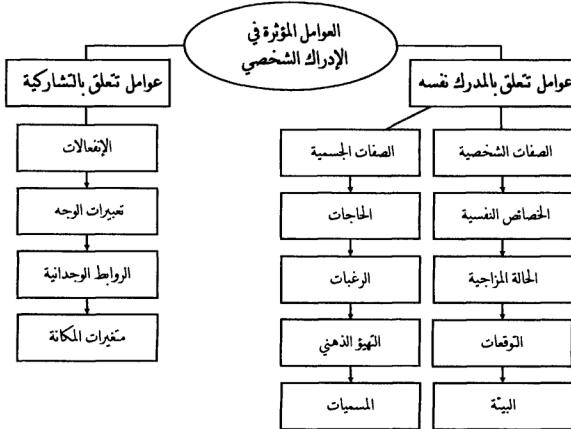 العوامل المؤثرة في
الإدراك الشخصي
عوامل تتعلق بالمدرك نفسه
عوامل تتعلق بالتشاركية
الصفات الشخصية
الخصائص النفسية
الحالة المزاجية
التوقعات
البيئة
الصفات الجسمية
الحاجات
الرغبات
التهيؤ الذهني
المسميات
الإنفعالات
تعبيرات الوجه
الروابط الوجدانية
متغيرات المكانة